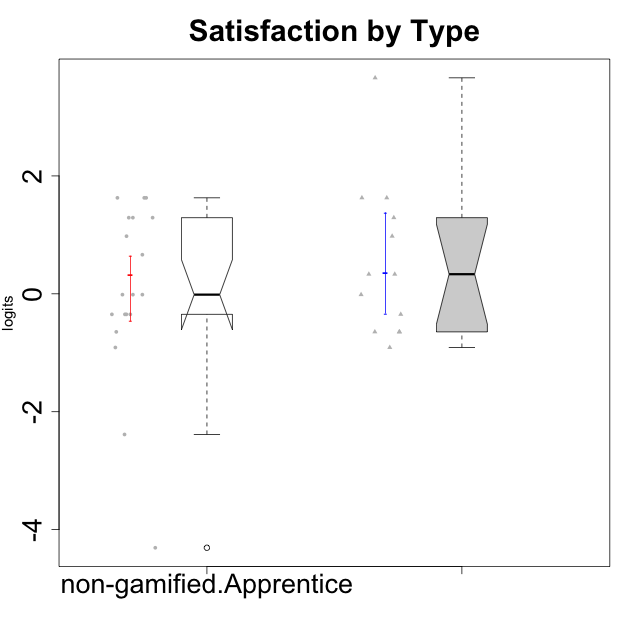 Satisfaction by Type
logits
2
0
-2
-4
non-gamified.Apprentice